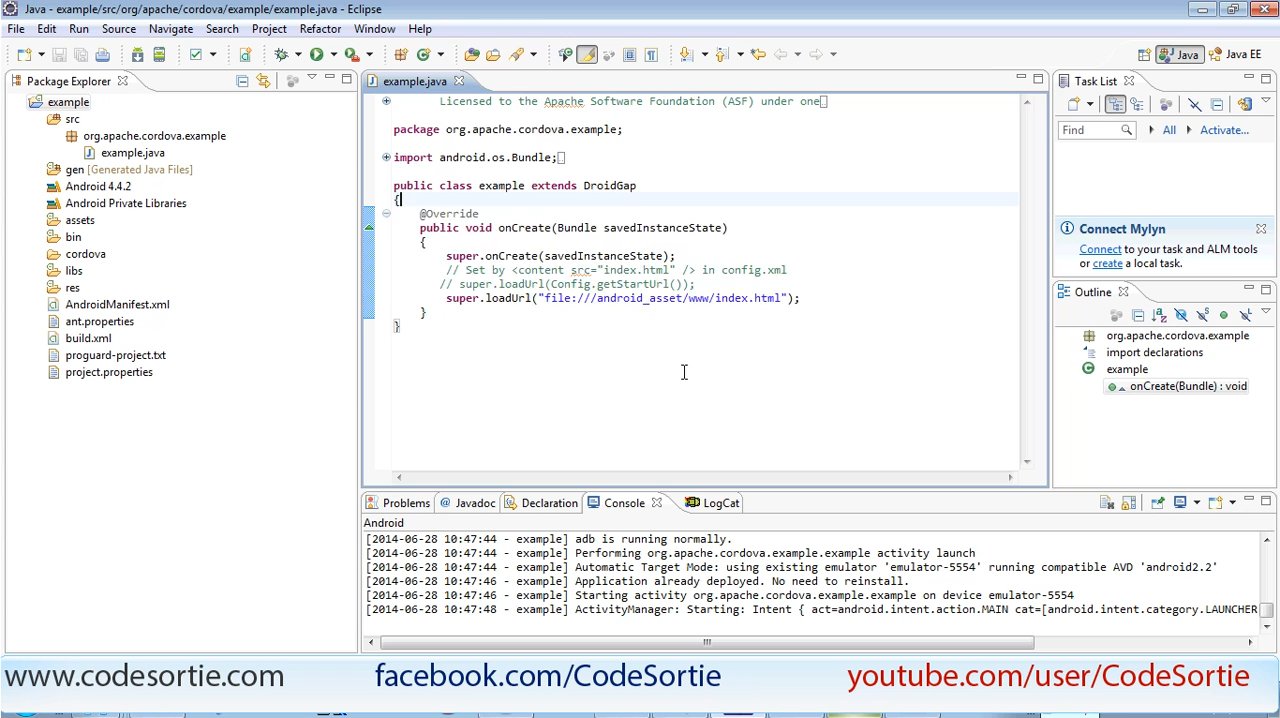 Java - example/src/org/apache/cordova/example/example.java - Eclipse
File Edit Run Source Navigate Search Project Refactor Window Help
Java Java EE
Package Explorer
example
src
org.apache.cordova.example
example.java
gen [Generated Java Files]
Android 4.4.2
Android Private Libraries
assets
bin
cordova
libs
res
AndroidManifest.xml
ant.properties
build.xml
proguard-project.txt
project.properties
example.java
Licensed to the Apache Software Foundation (ASF) under one
package org.apache.cordova.example;
import android.os.Bundle;
public class example extends DroidGap
{
@Override
public void onCreate(Bundle savedInstanceState)
{
super.onCreate(savedInstanceState);
// Set by <content src="index.html" /> in config.xml
// super.loadUrl(Config.getStartUrl());
super.loadUrl("file:///android_asset/www/index.html");
}
}
Task List
Find All Activate...
Connect Mylyn
Connect to your task and ALM tools
or create a local task.
Outline
org.apache.cordova.example
import declarations
example
onCreate(Bundle) : void
Problems @ Javadoc Declaration Console LogCat
Android
[2014-06-28 10:47:44 - example] adb is running normally.
[2014-06-28 10:47:44 - example] Performing org.apache.cordova.example.example activity launch
[2014-06-28 10:47:44 - example] Automatic Target Mode: using existing emulator 'emulator-5554' running compatible AVD 'android2.2'
[2014-06-28 10:47:46 - example] Application already deployed. No need to reinstall.
[2014-06-28 10:47:46 - example] Starting activity org.apache.cordova.example.example on device emulator-5554
[2014-06-28 10:47:48 - example] ActivityManager: Starting: Intent { act=android.intent.action.MAIN cat=[android.intent.category.LAUNCHER
www.codesortie.com facebook.com/CodeSortie youtube.com/user/CodeSortie